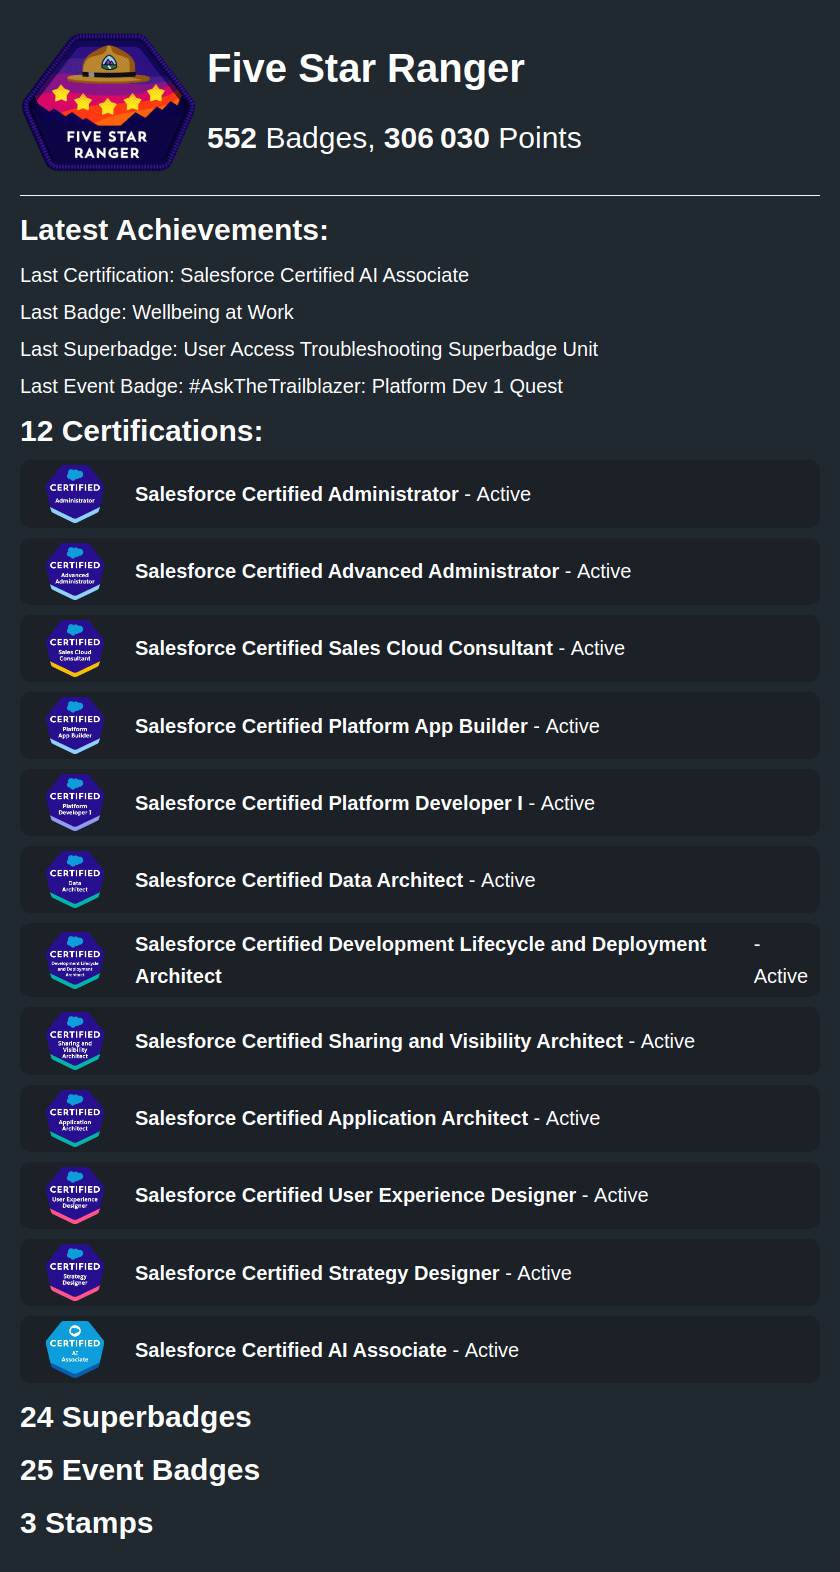 FIVE STAR
RANGER
Five Star Ranger
552 Badges, 306 030 Points
Latest Achievements:
Last Certification: Salesforce Certified AI Associate
Last Badge: Wellbeing at Work
Last Superbadge: User Access Troubleshooting Superbadge Unit
Last Event Badge: #AskTheTrailblazer: Platform Dev 1 Quest
12 Certifications:
CERTIFIED
Administrator
Salesforce Certified Administrator - Active
CERTIFIED
Advanced
Administrator
Salesforce Certified Advanced Administrator - Active
CERTIFIED
Sales Cloud
Consultant
Salesforce Certified Sales Cloud Consultant - Active
CERTIFIED
Platform
App Builder
Salesforce Certified Platform App Builder - Active
CERTIFIED
Platform
Developer I
Salesforce Certified Platform Developer I - Active
CERTIFIED
Data
Architect
Salesforce Certified Data Architect - Active
CERTIFIED
Development Lifecycle
and Deployment
Architect
Salesforce Certified Development Lifecycle and Deployment -
Architect Active
CERTIFIED
Sharing and
Visibility
Architect
Salesforce Certified Sharing and Visibility Architect - Active
CERTIFIED
Application
Architect
Salesforce Certified Application Architect - Active
CERTIFIED
User Experience
Designer
Salesforce Certified User Experience Designer - Active
CERTIFIED
Strategy
Designer
Salesforce Certified Strategy Designer - Active
CERTIFIED
AI
Associate
Salesforce Certified AI Associate - Active
24 Superbadges
25 Event Badges
3 Stamps